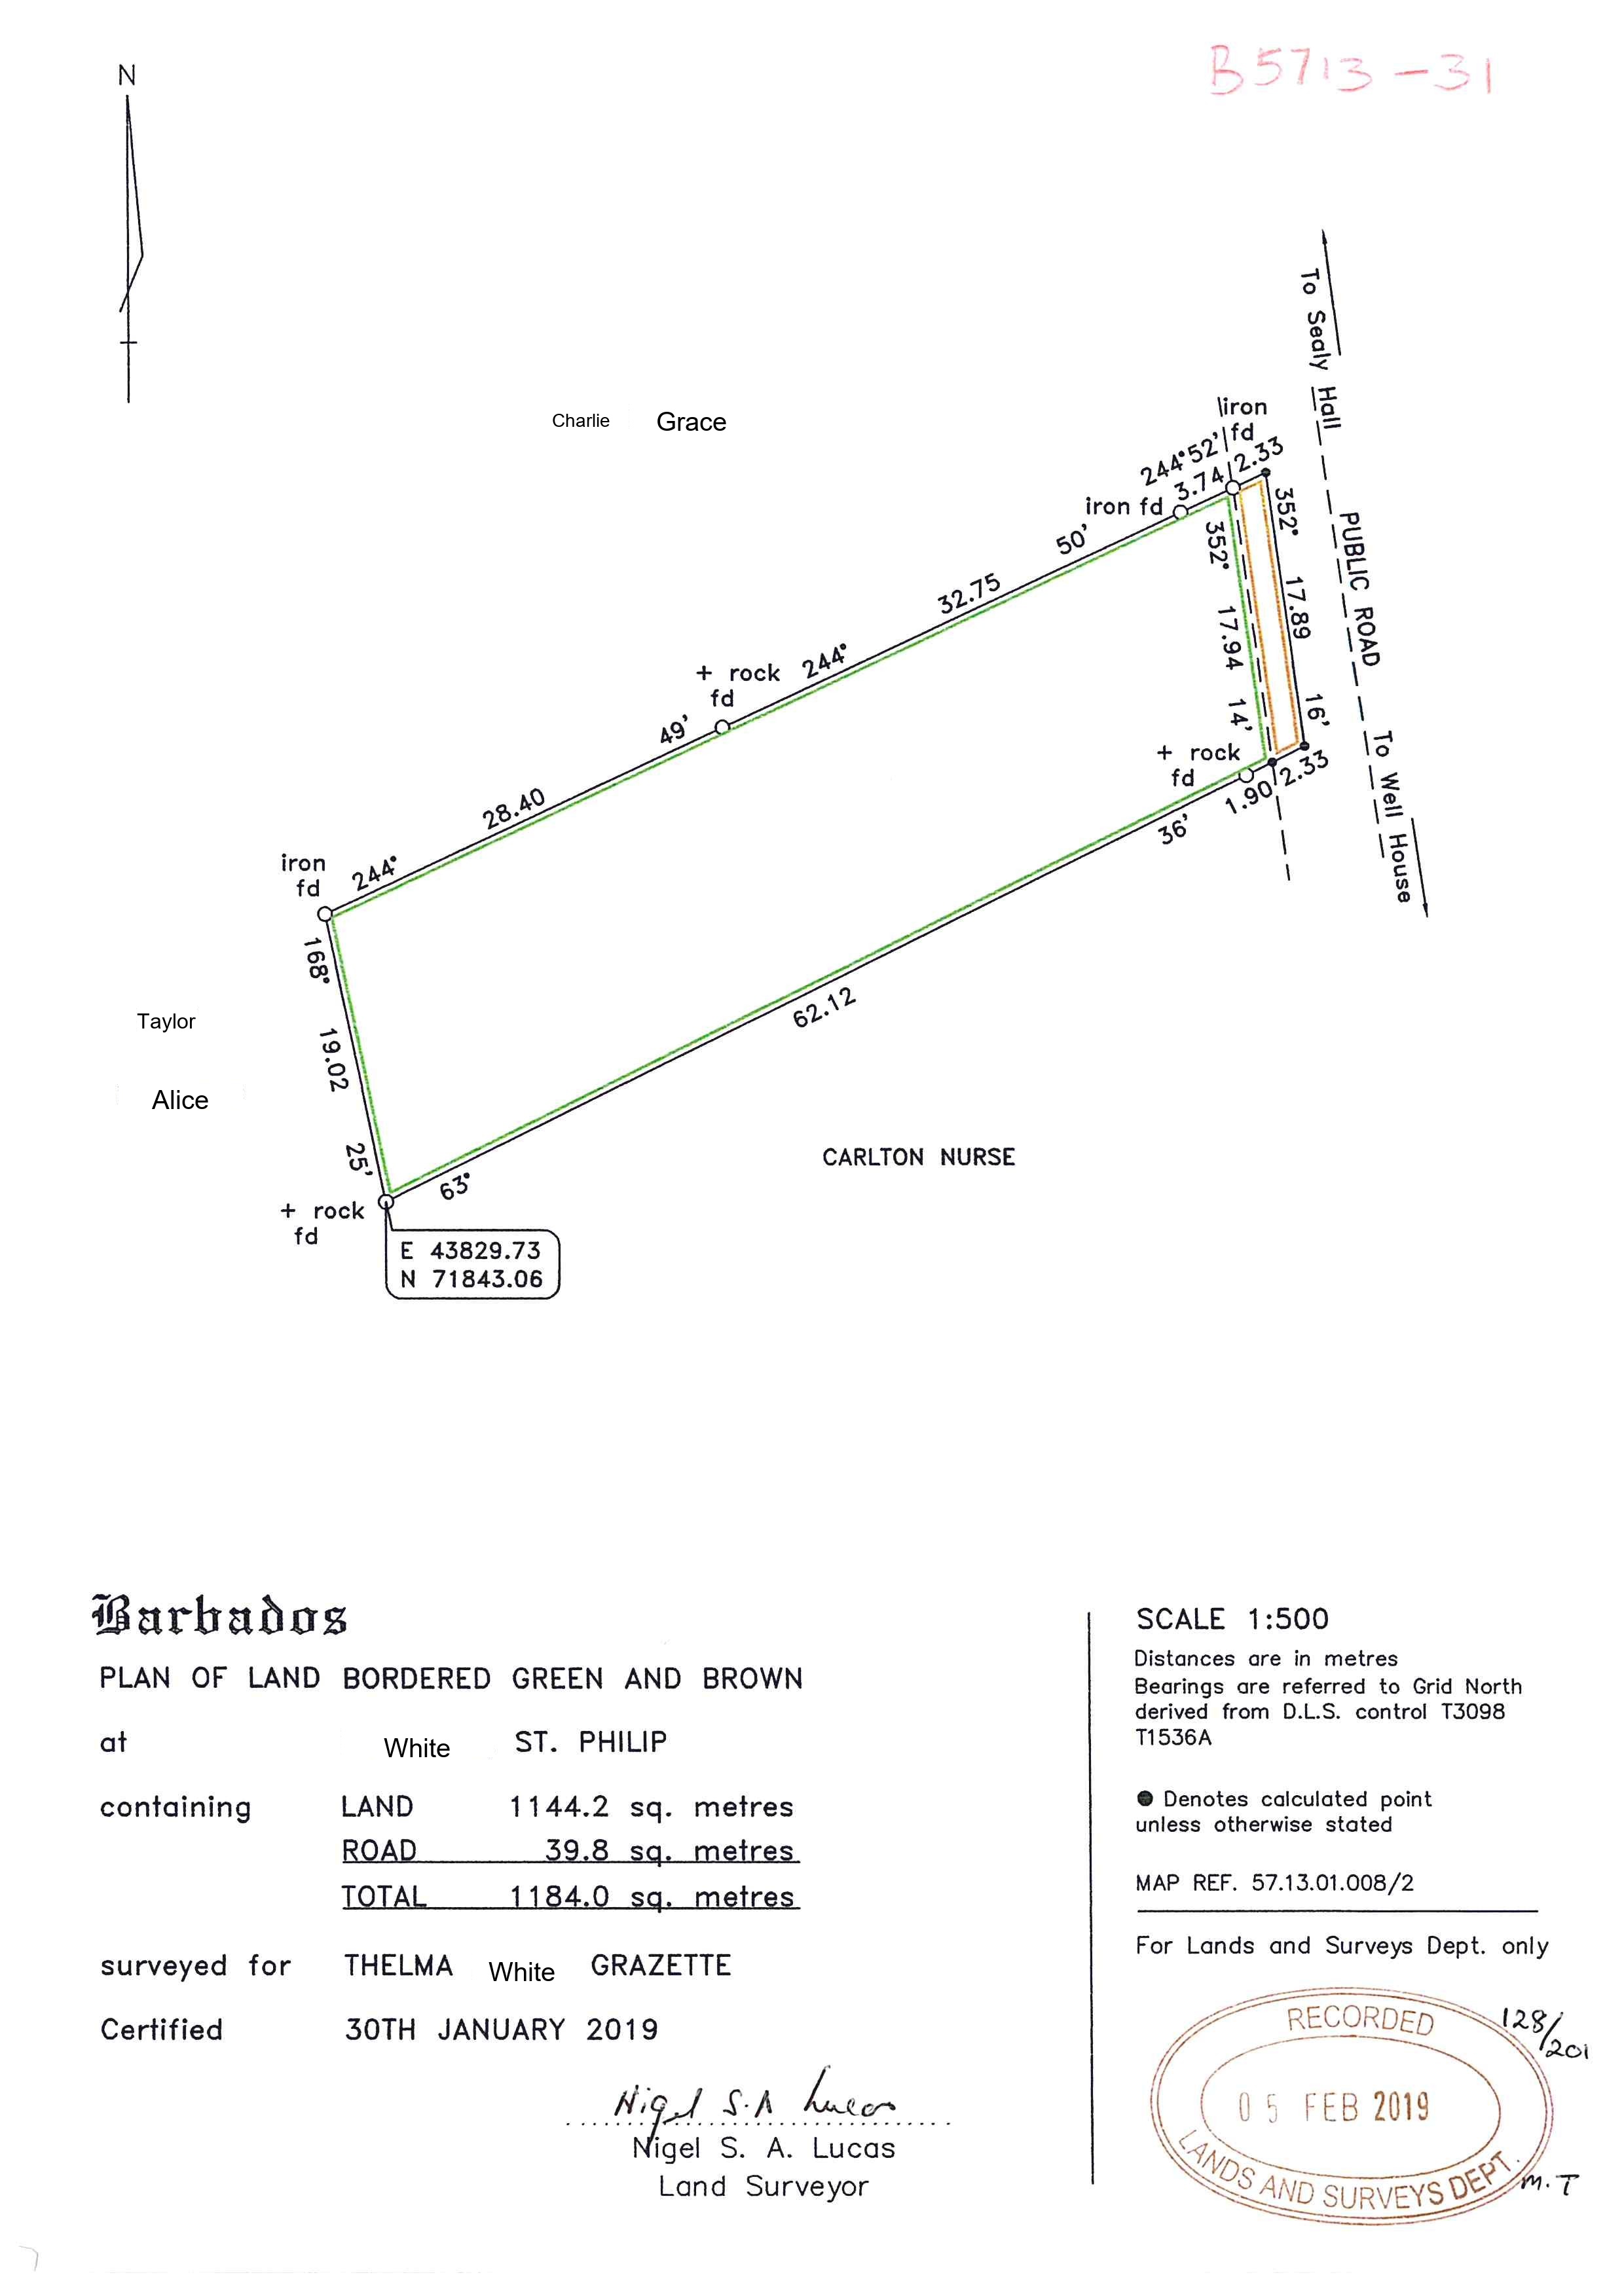 N
B5713-31
To Sealy Hall
PUBLIC ROAD
To Well House
Charlie Grace
iron
fd
244°52'
3.74
2.33
iron fd
50'
32.75
244°
352°
17.94
14'
352°
17.89
16'
+ rock
fd
49'
28.40
244°
+ rock
fd
1.90
2.33
36'
iron
fd
168°
19.02
25'
62.12
63°
Taylor
Alice
CARLTON NURSE
+ rock
fd
E 43829.73
N 71843.06
Barbados
PLAN OF LAND BORDERED GREEN AND BROWN
at White ST. PHILIP
containing LAND 1144.2 sq. metres
ROAD 39.8 sq. metres
TOTAL 1184.0 sq. metres
surveyed for THELMA White GRAZETTE
Certified 30TH JANUARY 2019
Nigel S.A Lucas
Nigel S. A. Lucas
Land Surveyor
SCALE 1:500
Distances are in metres
Bearings are referred to Grid North
derived from D.L.S. control T3098
T1536A
Denotes calculated point
unless otherwise stated
MAP REF. 57.13.01.008/2
For Lands and Surveys Dept. only
RECORDED
128/201
05 FEB 2019
LANDS AND SURVEYS DEPT.
M.T